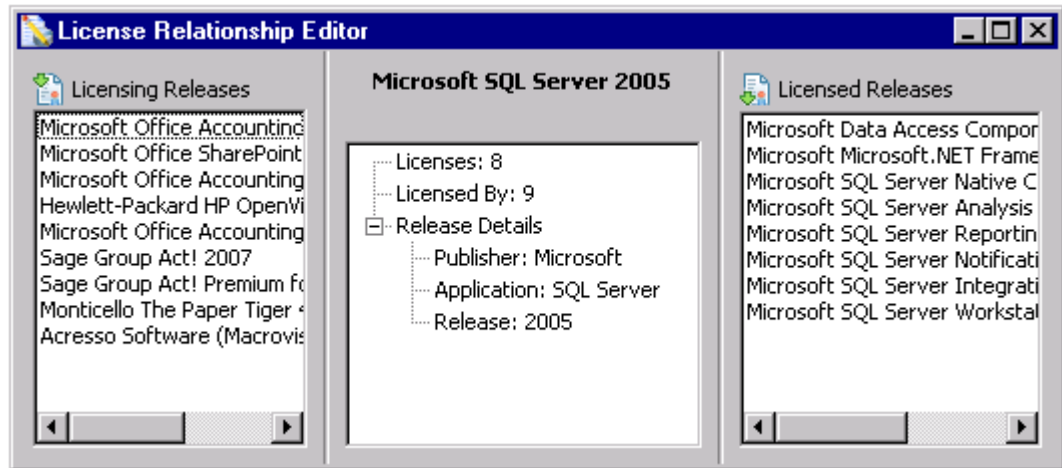 License Relationship Editor
Licensing Releases
Microsoft Office Accounting
Microsoft Office SharePoint
Microsoft Office Accounting
Hewlett-Packard HP OpenVi
Microsoft Office Accounting
Sage Group Act! 2007
Sage Group Act! Premium fo
Monticello The Paper Tiger 4
Acresso Software (Macrovis
Microsoft SQL Server 2005
Licenses: 8
Licensed By: 9
Release Details
Publisher: Microsoft
Application: SQL Server
Release: 2005
Licensed Releases
Microsoft Data Access Compor
Microsoft Microsoft.NET Frame
Microsoft SQL Server Native C
Microsoft SQL Server Analysis
Microsoft SQL Server Reportin
Microsoft SQL Server Notificati
Microsoft SQL Server Integrati
Microsoft SQL Server Workstal